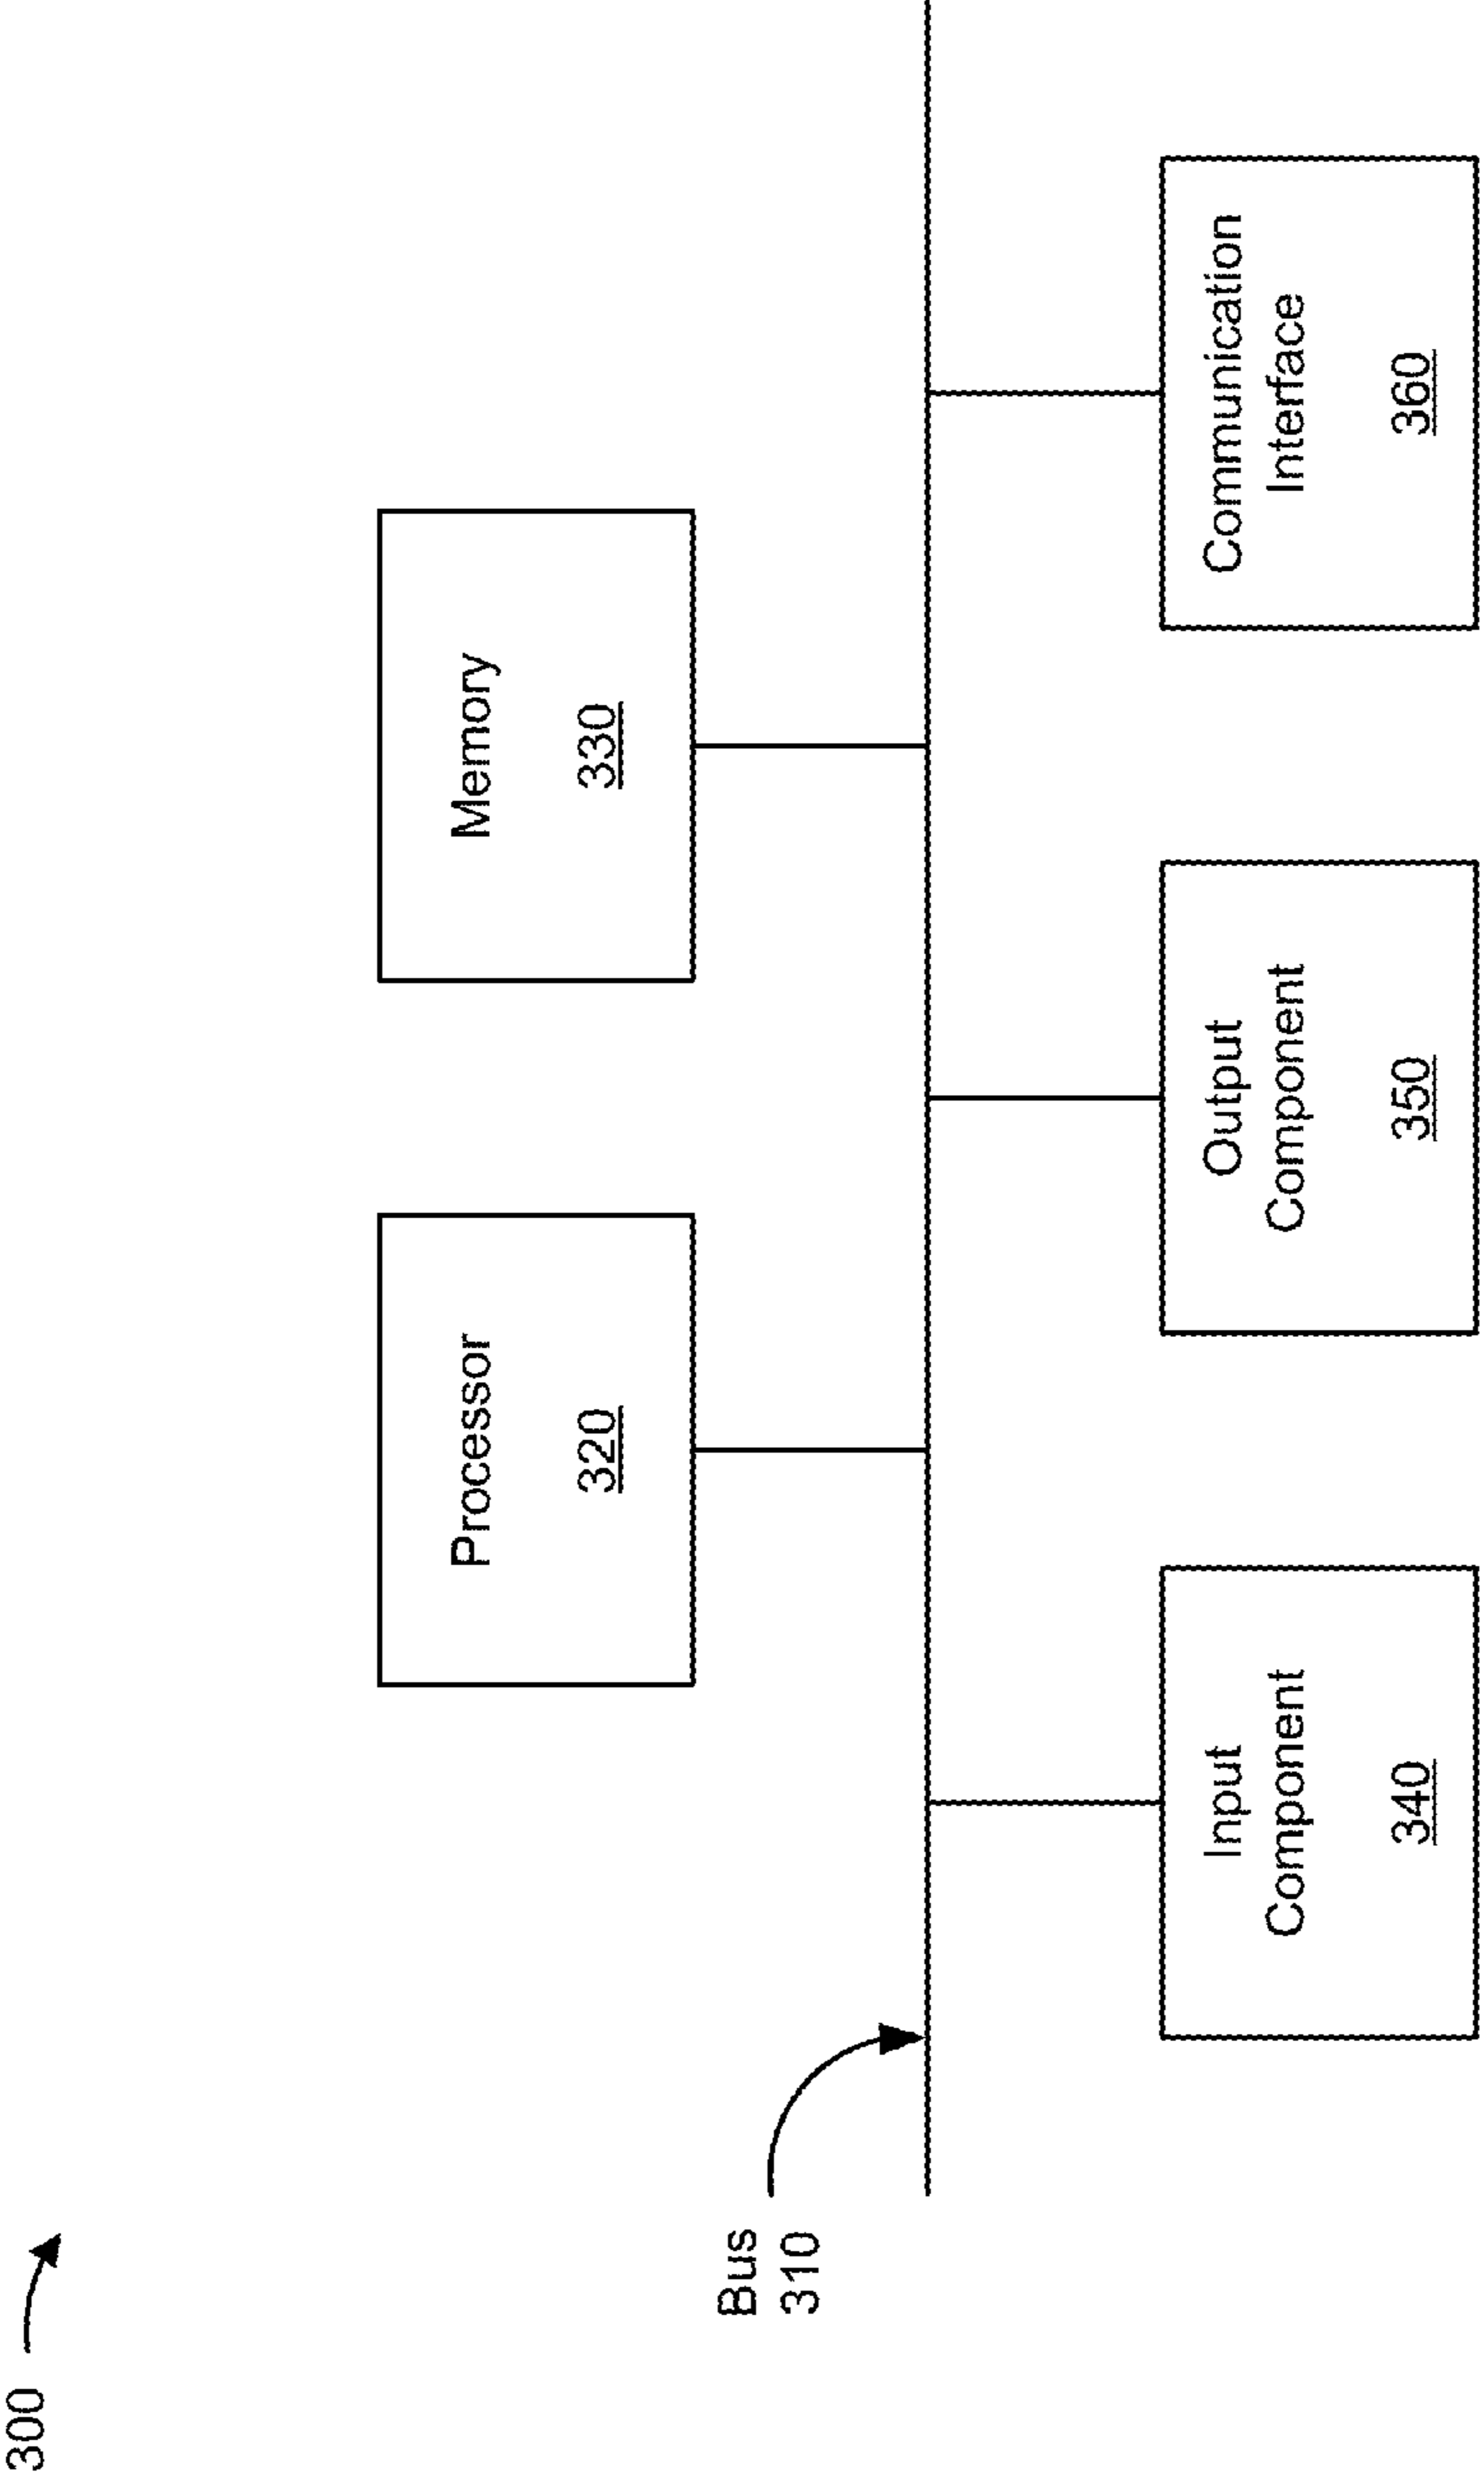 300
Processor
320
Memory
330
Bus
310
Input
Component
340
Output
Component
350
Communication
Interface
360